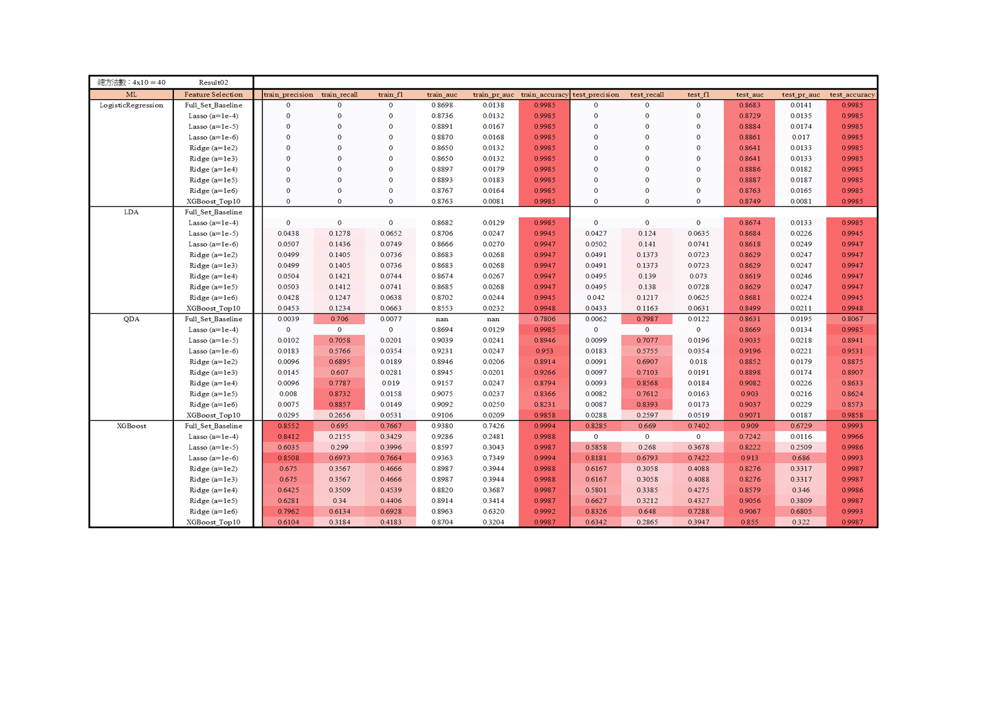 總方法數：4x10 = 40 Result02
ML Feature Selection train_precision train_recall train_f1 train_auc train_pr_auc train_accuracy test_precision test_recall test_f1 test_auc test_pr_auc test_accuracy
LogisticRegression Full_Set_Baseline 0 0 0 0.8698 0.0138 0.9985 0 0 0 0.8683 0.0141 0.9985
Lasso (a=1e-4) 0 0 0 0.8736 0.0132 0.9985 0 0 0 0.8729 0.0135 0.9985
Lasso (a=1e-5) 0 0 0 0.8891 0.0167 0.9985 0 0 0 0.8884 0.0174 0.9985
Lasso (a=1e-6) 0 0 0 0.8870 0.0168 0.9985 0 0 0 0.8861 0.017 0.9985
Ridge (a=1e2) 0 0 0 0.8650 0.0132 0.9985 0 0 0 0.8641 0.0133 0.9985
Ridge (a=1e3) 0 0 0 0.8650 0.0132 0.9985 0 0 0 0.8641 0.0133 0.9985
Ridge (a=1e4) 0 0 0 0.8897 0.0179 0.9985 0 0 0 0.8886 0.0182 0.9985
Ridge (a=1e5) 0 0 0 0.8893 0.0183 0.9985 0 0 0 0.8887 0.0187 0.9985
Ridge (a=1e6) 0 0 0 0.8767 0.0164 0.9985 0 0 0 0.8763 0.0165 0.9985
XGBoost_Top10 0 0 0 0.8763 0.0081 0.9985 0 0 0 0.8749 0.0081 0.9985
LDA Full_Set_Baseline
Lasso (a=1e-4) 0 0 0 0.8682 0.0129 0.9985 0 0 0 0.8674 0.0133 0.9985
Lasso (a=1e-5) 0.0438 0.1278 0.0652 0.8706 0.0247 0.9945 0.0427 0.124 0.0635 0.8684 0.0226 0.9945
Lasso (a=1e-6) 0.0507 0.1436 0.0749 0.8666 0.0270 0.9947 0.0502 0.141 0.0741 0.8618 0.0249 0.9947
Ridge (a=1e2) 0.0499 0.1405 0.0736 0.8683 0.0268 0.9947 0.0491 0.1373 0.0723 0.8629 0.0247 0.9947
Ridge (a=1e3) 0.0499 0.1405 0.0736 0.8683 0.0268 0.9947 0.0491 0.1373 0.0723 0.8629 0.0247 0.9947
Ridge (a=1e4) 0.0504 0.1421 0.0744 0.8674 0.0267 0.9947 0.0495 0.139 0.073 0.8619 0.0246 0.9947
Ridge (a=1e5) 0.0503 0.1412 0.0741 0.8685 0.0268 0.9947 0.0495 0.138 0.0728 0.8629 0.0247 0.9947
Ridge (a=1e6) 0.0428 0.1247 0.0638 0.8702 0.0244 0.9945 0.042 0.1217 0.0625 0.8681 0.0224 0.9945
XGBoost_Top10 0.0453 0.1234 0.0663 0.8553 0.0232 0.9948 0.0433 0.1163 0.0631 0.8499 0.0211 0.9948
QDA Full_Set_Baseline 0.0039 0.706 0.0077 nan nan 0.7806 0.0062 0.7987 0.0122 0.8631 0.0195 0.8067
Lasso (a=1e-4) 0 0 0 0.8694 0.0129 0.9985 0 0 0 0.8669 0.0134 0.9985
Lasso (a=1e-5) 0.0102 0.7058 0.0201 0.9039 0.0241 0.8946 0.0099 0.7077 0.0196 0.9035 0.0218 0.8941
Lasso (a=1e-6) 0.0183 0.5766 0.0354 0.9231 0.0247 0.953 0.0183 0.5755 0.0354 0.9196 0.0221 0.9531
Ridge (a=1e2) 0.0096 0.6895 0.0189 0.8946 0.0206 0.8914 0.0091 0.6907 0.018 0.8852 0.0179 0.8875
Ridge (a=1e3) 0.0145 0.607 0.0281 0.8945 0.0201 0.9266 0.0097 0.7103 0.0191 0.8898 0.0174 0.8907
Ridge (a=1e4) 0.0096 0.7787 0.019 0.9157 0.0247 0.8794 0.0093 0.8568 0.0184 0.9082 0.0226 0.8633
Ridge (a=1e5) 0.008 0.8732 0.0158 0.9075 0.0237 0.8366 0.0082 0.7612 0.0163 0.903 0.0216 0.8624
Ridge (a=1e6) 0.0075 0.8857 0.0149 0.9092 0.0250 0.8231 0.0087 0.8393 0.0173 0.9037 0.0229 0.8573
XGBoost_Top10 0.0295 0.2656 0.0531 0.9106 0.0209 0.9858 0.0288 0.2597 0.0519 0.9071 0.0187 0.9858
XGBoost Full_Set_Baseline 0.8552 0.695 0.7667 0.9380 0.7426 0.9994 0.8285 0.669 0.7402 0.909 0.6729 0.9993
Lasso (a=1e-4) 0.8412 0.2155 0.3429 0.9286 0.2481 0.9988 0 0 0 0.7242 0.0116 0.9966
Lasso (a=1e-5) 0.6035 0.299 0.3996 0.8597 0.3043 0.9987 0.5858 0.268 0.3678 0.8222 0.2509 0.9986
Lasso (a=1e-6) 0.8508 0.6973 0.7664 0.9363 0.7349 0.9994 0.8181 0.6793 0.7422 0.913 0.686 0.9993
Ridge (a=1e2) 0.675 0.3567 0.4666 0.8987 0.3944 0.9988 0.6167 0.3058 0.4088 0.8276 0.3317 0.9987
Ridge (a=1e3) 0.675 0.3567 0.4666 0.8987 0.3944 0.9988 0.6167 0.3058 0.4088 0.8276 0.3317 0.9987
Ridge (a=1e4) 0.6425 0.3509 0.4539 0.8820 0.3687 0.9987 0.5801 0.3385 0.4275 0.8579 0.346 0.9986
Ridge (a=1e5) 0.6281 0.34 0.4406 0.8914 0.3414 0.9987 0.6627 0.3212 0.4327 0.9056 0.3809 0.9987
Ridge (a=1e6) 0.7962 0.6134 0.6928 0.8963 0.6320 0.9992 0.8326 0.648 0.7288 0.9067 0.6805 0.9993
XGBoost_Top10 0.6104 0.3184 0.4183 0.8704 0.3204 0.9987 0.6342 0.2865 0.3947 0.855 0.322 0.9987